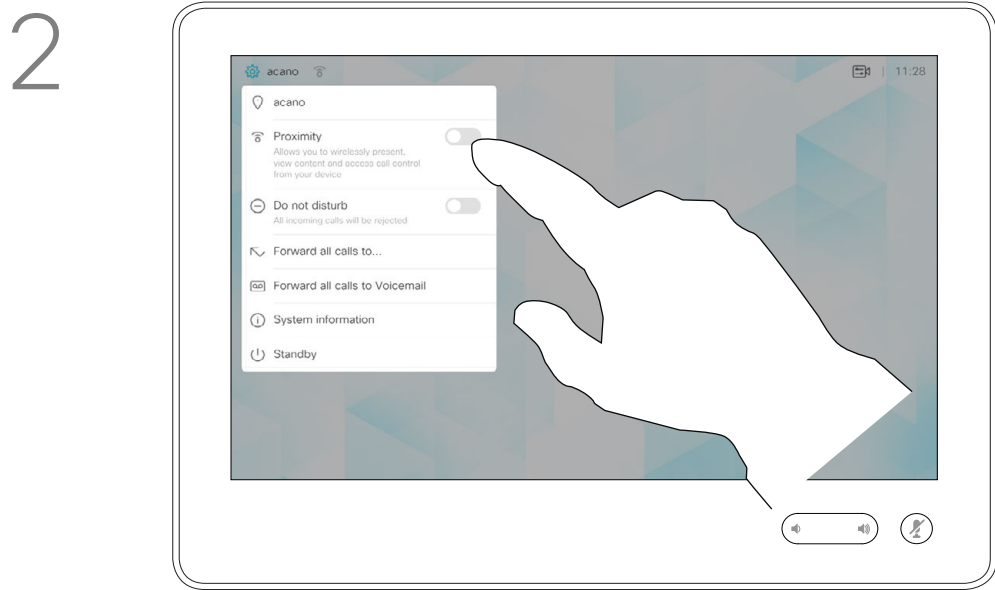 2
acano
11:28
acano
Proximity
Allows you to wirelessly present,
view content and access call control
from your device
Do not disturb
All incoming calls will be rejected
Forward all calls to...
Forward all calls to Voicemail
System information
Standby